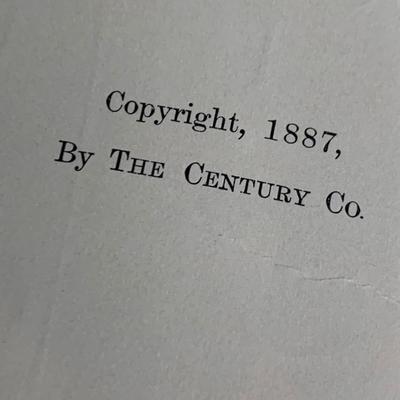 Copyright, 1887,
By THE CENTURY Co.